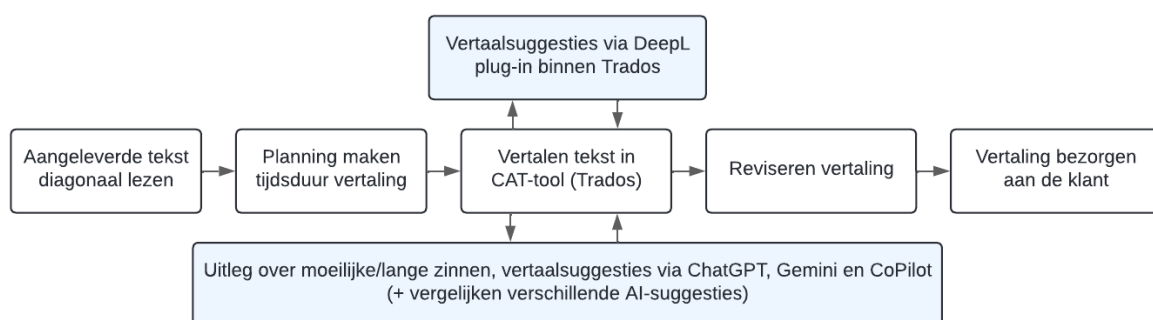 Vertaalsuggesties via DeepL
plug-in binnen Trados
Aangeleverde tekst
diagonaal lezen
Planning maken
tijdsduur vertaling
Vertalen tekst in
CAT-tool (Trados)
Reviseren vertaling
Vertaling bezorgen
aan de klant
Uitleg over moeilijke/lange zinnen, vertaalsuggesties via ChatGPT, Gemini en CoPilot
(+ vergelijken verschillende AI-suggesties)